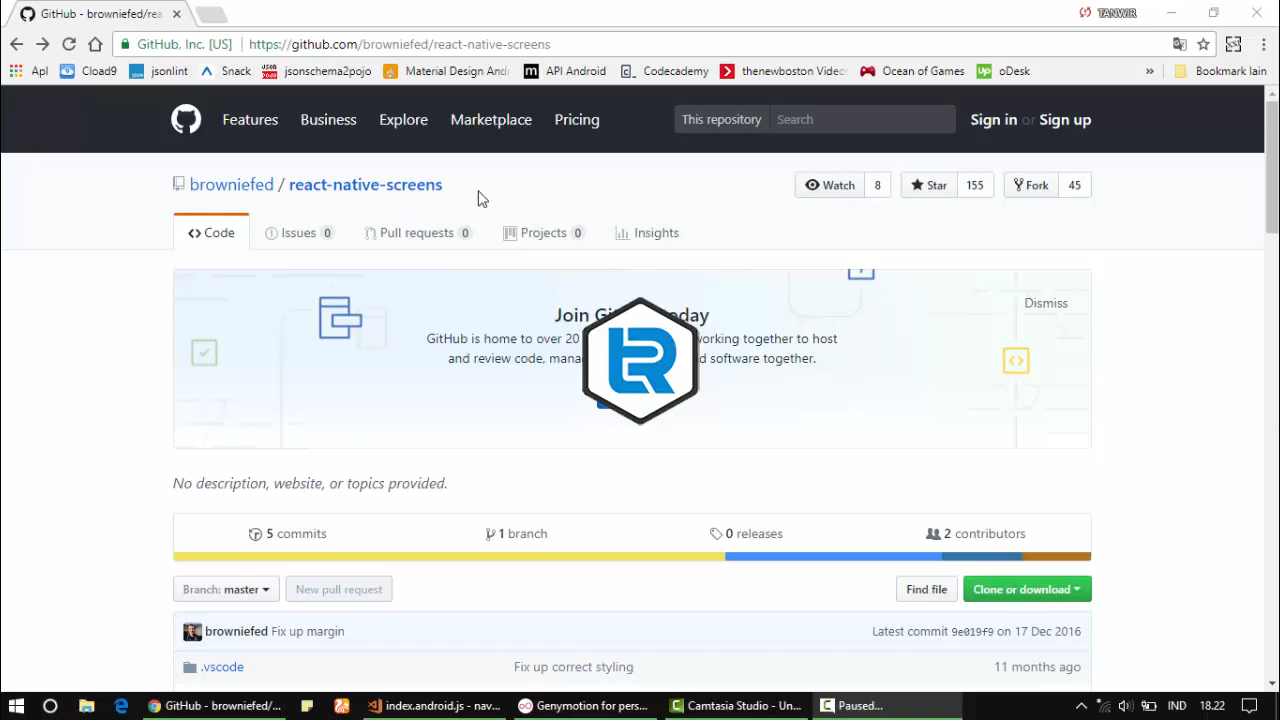 GitHub - browniefed/rea
TANWIR
GitHub, Inc. [US] https://github.com/browniefed/react-native-screens
Apl Cloud9 jsonlint Snack jsonschema2pojo Material Design And API Android Codecademy thenewboston Video Ocean of Games oDesk » Bookmark lain
Features Business Explore Marketplace Pricing This repository Search Sign in or Sign up
browniefed / react-native-screens Watch 8 Star 155 Fork 45
Code Issues 0 Pull requests 0 Projects 0 Insights
Dismiss
Join Gi day
GitHub is home to over 20 working together to host
and review code, mana d software together.
No description, website, or topics provided.
5 commits 1 branch 0 releases 2 contributors
Branch: master New pull request Find file Clone or download
browniefed Fix up margin Latest commit 9e019f9 on 17 Dec 2016
.vscode Fix up correct styling 11 months ago
GitHub - browniefed/... index.android.js - nav... Genymotion for pers... Camtasia Studio - Un... Paused... IND 18.22